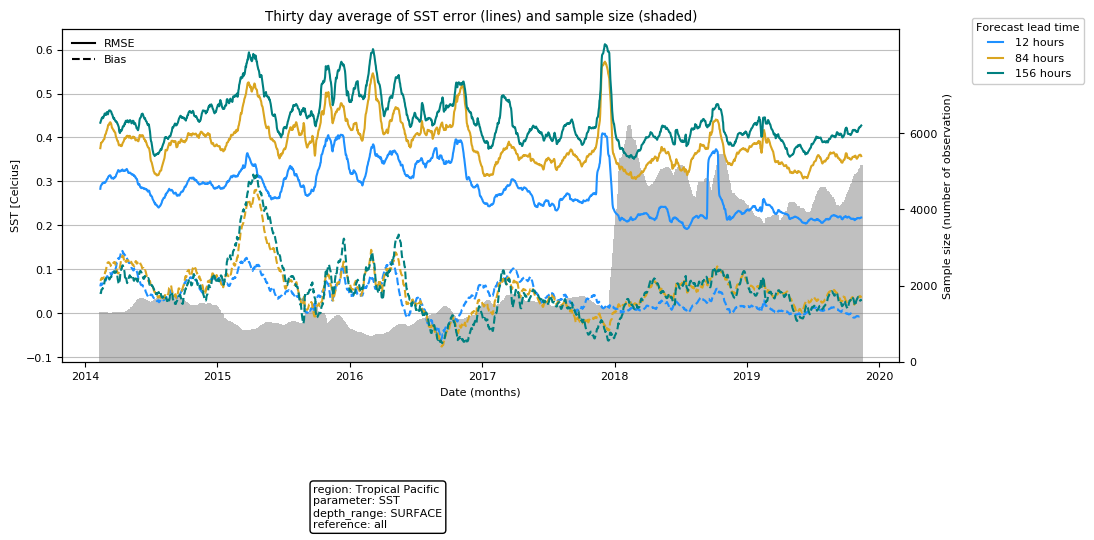 Thirty day average of SST error (lines) and sample size (shaded)
Forecast lead time
12 hours
84 hours
156 hours
RMSE
Bias
SST [Celcius]
0.6
0.5
0.4
0.3
0.2
0.1
0.0
−0.1
Sample size (number of observation)
6000
4000
2000
0
2014
2015
2016
2017
2018
2019
2020
Date (months)
region: Tropical Pacific
parameter: SST
depth_range: SURFACE
reference: all